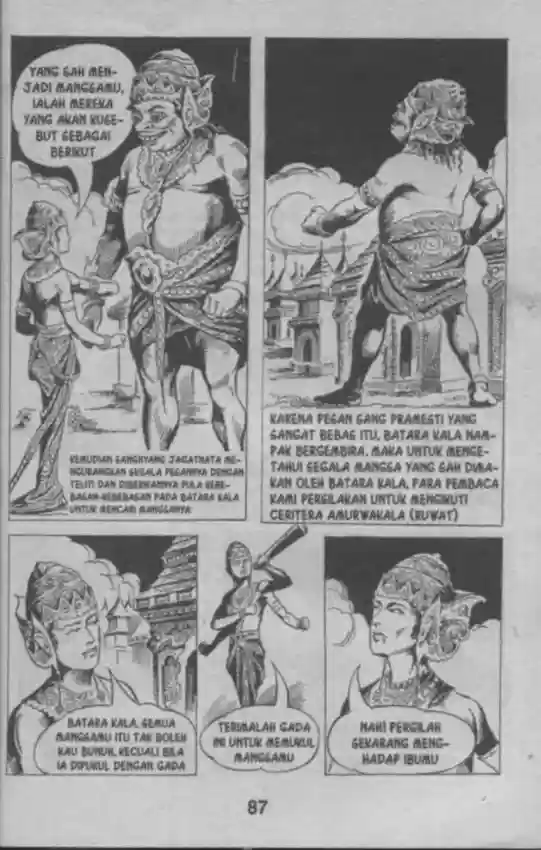 YANG SAH MEN-
JADI MANGSAMU,
IALAH MEREKA
YANG AKAN KUSE-
BUT SEBAGAI
BERIKUT
KEMUDIAN SANGHYANG JAGATNATA ME-
NGUBAHKAN SEGALA PESANNYA DENGAN
TELITI DAN DIBERIKANNYA PULA KEBE-
BASAN-KEBEBASAN PADA BATARA KALA
UNTUK MENCARI MANGSANYA
KARENA PESAN SANG PRAMESTI YANG
SANGAT BEBAS ITU, BATARA KALA NAM-
PAK BERGEMBIRA. MAKA UNTUK MENGE-
TAHUI SEGALA MANGSA YANG SAH DIMA-
KAN OLEH BATARA KALA, PARA PEMBACA
KAMI PERSILAKAN UNTUK MENGIKUTI
CERITERA AMURWAKALA (RUWAT)
BATARA KALA, SEMUA
MANGSAMU ITU TAK BOLEH
KAU BUNUH, KECUALI BILA
IA DIPUKUL DENGAN GADA
TERIMALAH GADA
INI UNTUK MEMUKUL
MANGSAMU
NAH! PERGILAH
SEKARANG MENG-
HADAP IBUMU
87